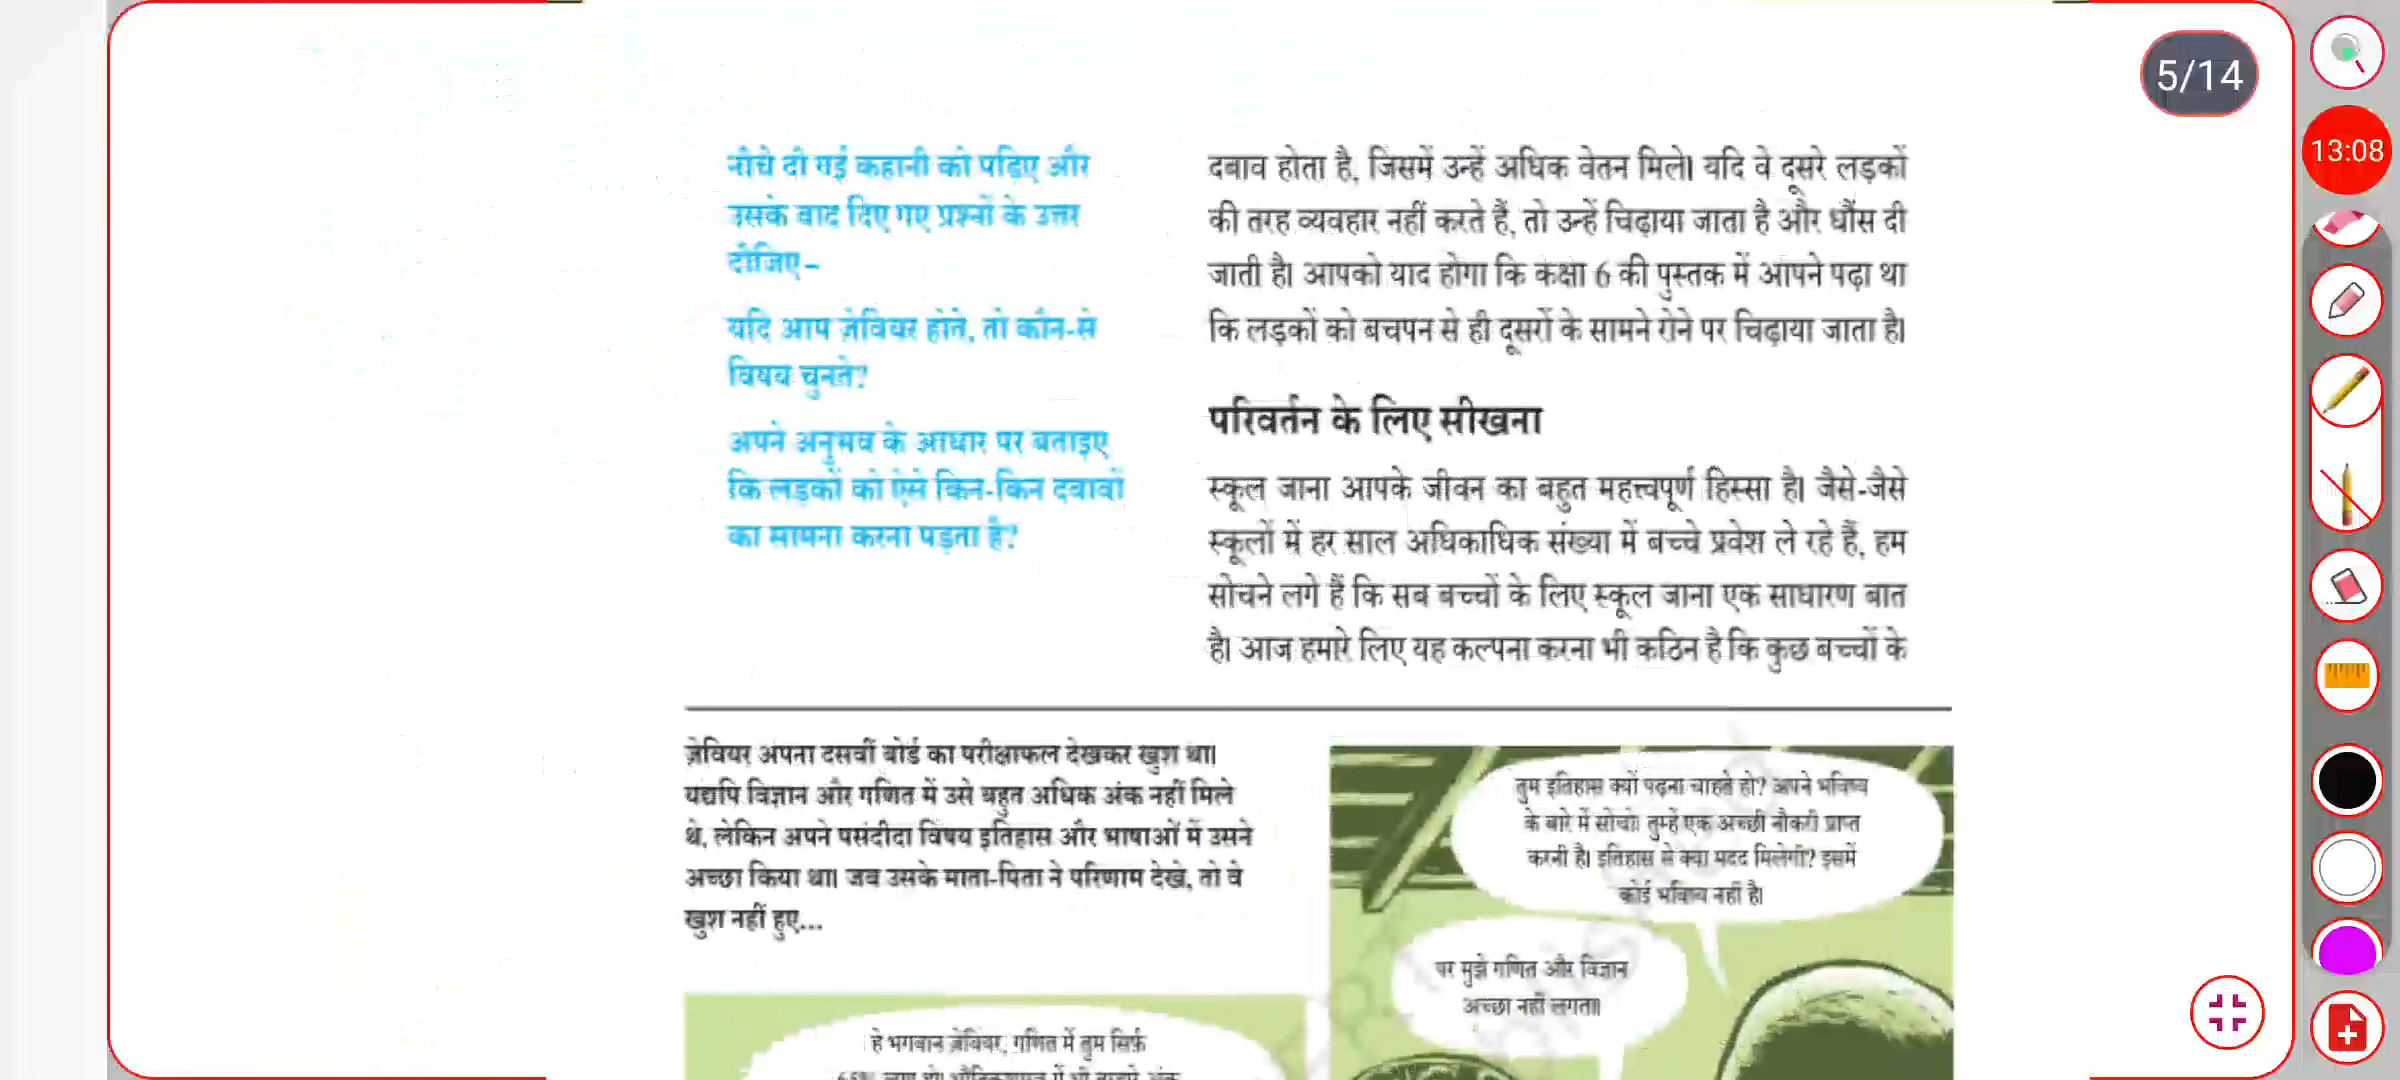 5/14
13:08
नीचे दी गई कहानी को पढ़िए और
उसके बाद दिए गए प्रश्नों के उत्तर
दीजिए–
यदि आप ज़ेवियर होते, तो कौन-से
विषय चुनते?
अपने अनुभव के आधार पर बताइए
कि लड़कों को ऐसे किन-किन दबावों
का सामना करना पड़ता है?
दबाव होता है, जिसमें उन्हें अधिक वेतन मिले। यदि वे दूसरे लड़कों
की तरह व्यवहार नहीं करते हैं, तो उन्हें चिढ़ाया जाता है और धौंस दी
जाती है। आपको याद होगा कि कक्षा 6 की पुस्तक में आपने पढ़ा था
कि लड़कों को बचपन से ही दूसरों के सामने रोने पर चिढ़ाया जाता है।
परिवर्तन के लिए सीखना
स्कूल जाना आपके जीवन का बहुत महत्त्वपूर्ण हिस्सा है। जैसे-जैसे
स्कूलों में हर साल अधिकाधिक संख्या में बच्चे प्रवेश ले रहे हैं, हम
सोचने लगे हैं कि सब बच्चों के लिए स्कूल जाना एक साधारण बात
है। आज हमारे लिए यह कल्पना करना भी कठिन है कि कुछ बच्चों के
ज़ेवियर अपना दसवीं बोर्ड का परीक्षाफल देखकर खुश था।
यद्यपि विज्ञान और गणित में उसे बहुत अधिक अंक नहीं मिले
थे, लेकिन अपने पसंदीदा विषय इतिहास और भाषाओं में उसने
अच्छा किया था। जब उसके माता-पिता ने परिणाम देखे, तो वे
खुश नहीं हुए...
तुम इतिहास क्यों पढ़ना चाहते हो? अपने भविष्य
के बारे में सोचो। तुम्हें एक अच्छी नौकरी प्राप्त
करनी है। इतिहास से क्या मदद मिलेगी? इसमें
कोई भविष्य नहीं है।
पर मुझे गणित और विज्ञान
अच्छा नहीं लगता।
हे भगवान ज़ेवियर, गणित में तुम सिर्फ़